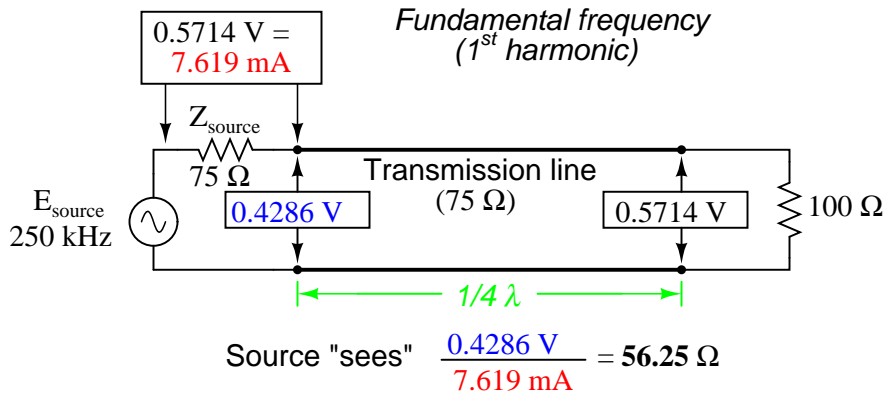 0.5714 V =
7.619 mA
Fundamental frequency
(1st harmonic)
Zsource
75 Ω
Transmission line
(75 Ω)
Esource
250 kHz
0.4286 V
0.5714 V
100 Ω
1/4 λ
Source "sees" 0.4286 V / 7.619 mA = 56.25 Ω